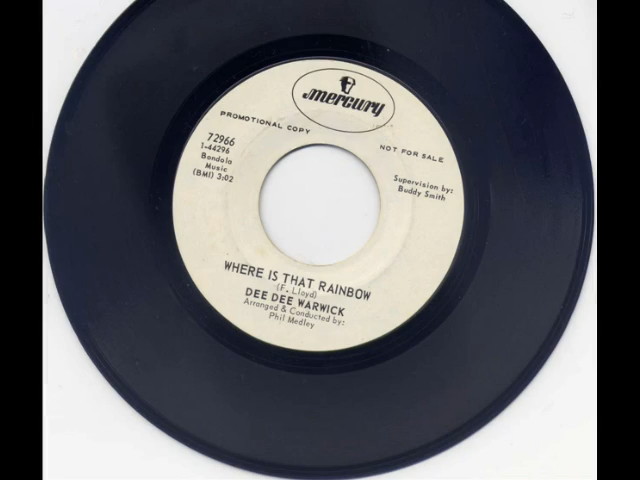 mercury
PROMOTIONAL COPY
NOT FOR SALE
72966
1-44296
Bondola
Music
(BMI) 3:02
Supervision by:
Buddy Smith
WHERE IS THAT RAINBOW
(F. Lloyd)
DEE DEE WARWICK
Arranged & Conducted by:
Phil Medley